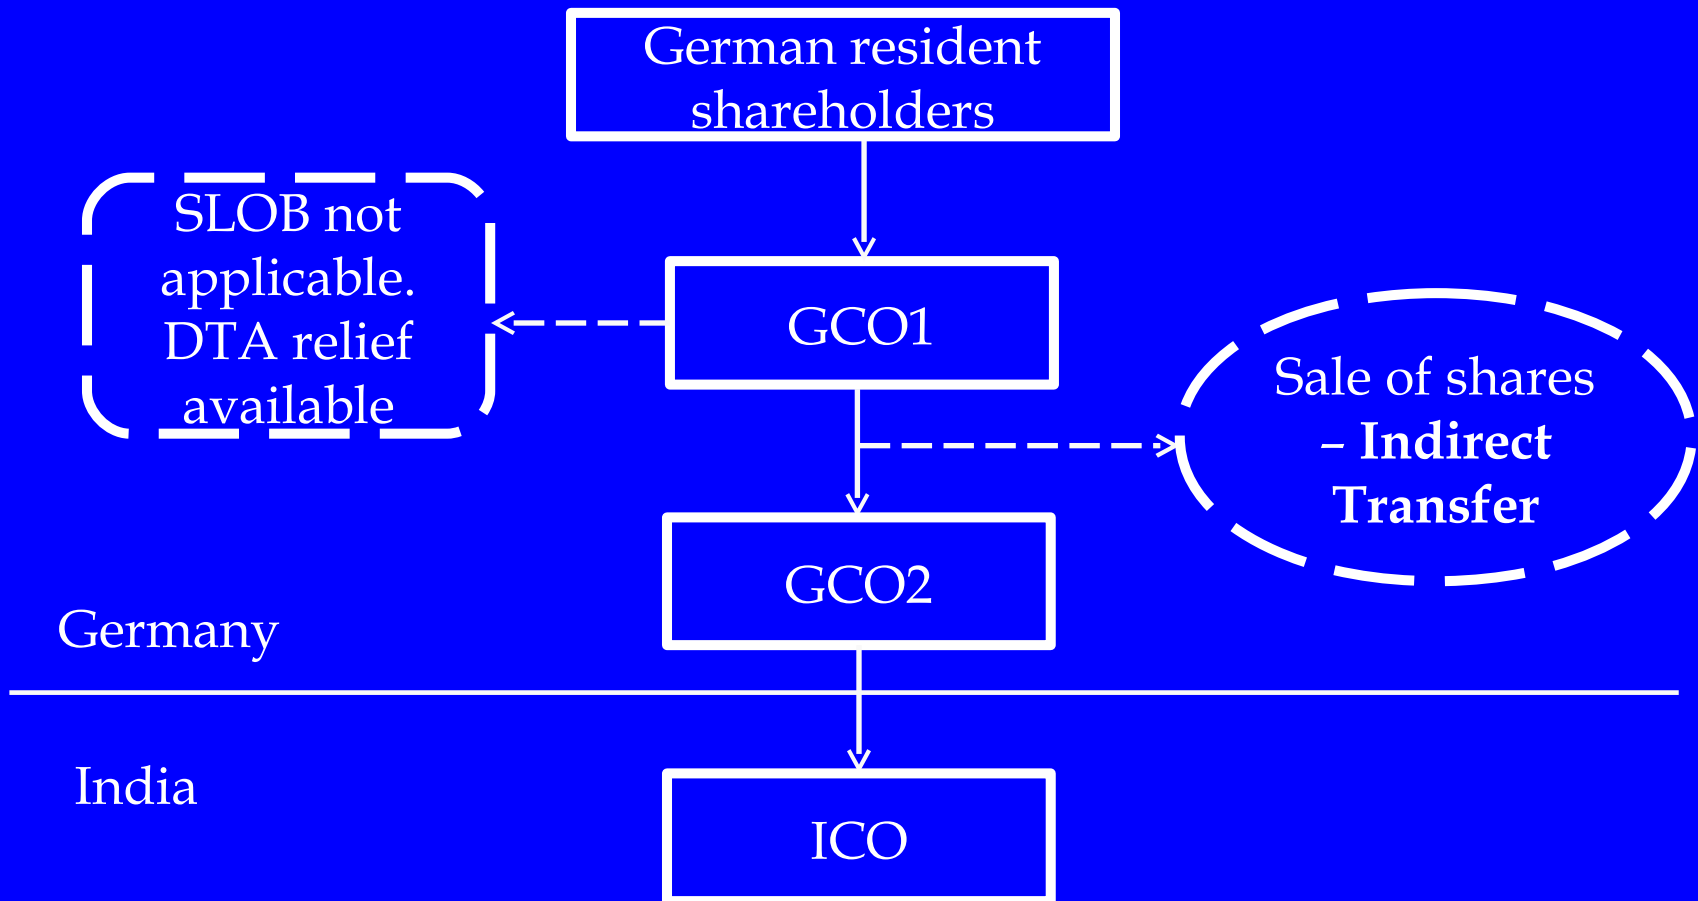 German resident
shareholders
SLOB not
applicable.
DTA relief
available
GCO1
Sale of shares
– Indirect
Transfer
GCO2
Germany
India
ICO